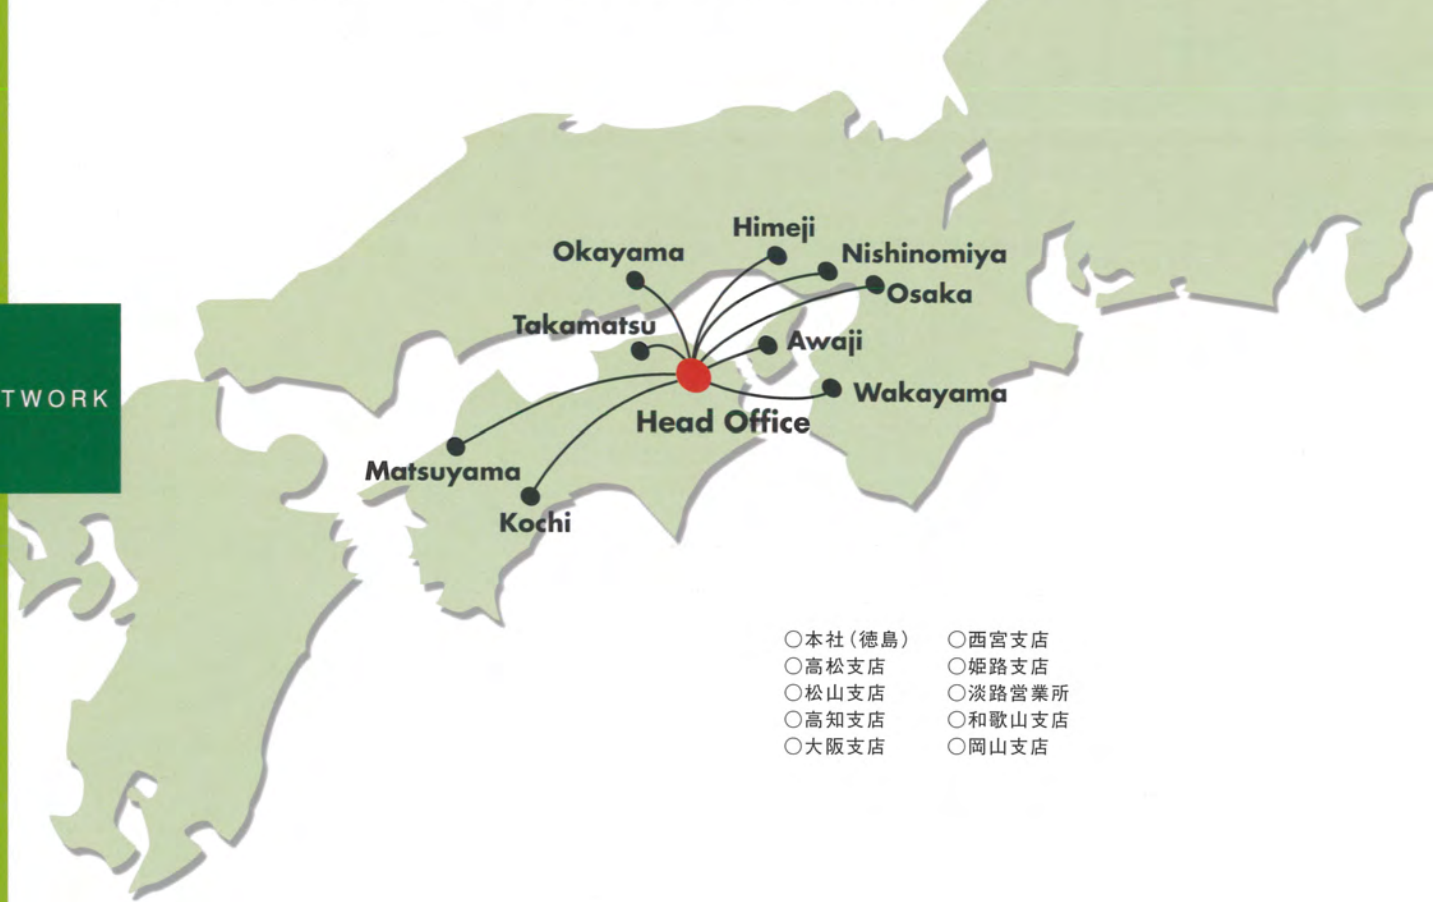 Himeji
Okayama
Nishinomiya
Osaka
Takamatsu
Awaji
TWORK
Wakayama
Head Office
Matsuyama
Kochi
○本社（徳島）
○高松支店
○松山支店
○高知支店
○大阪支店
○西宮支店
○姫路支店
○淡路営業所
○和歌山支店
○岡山支店